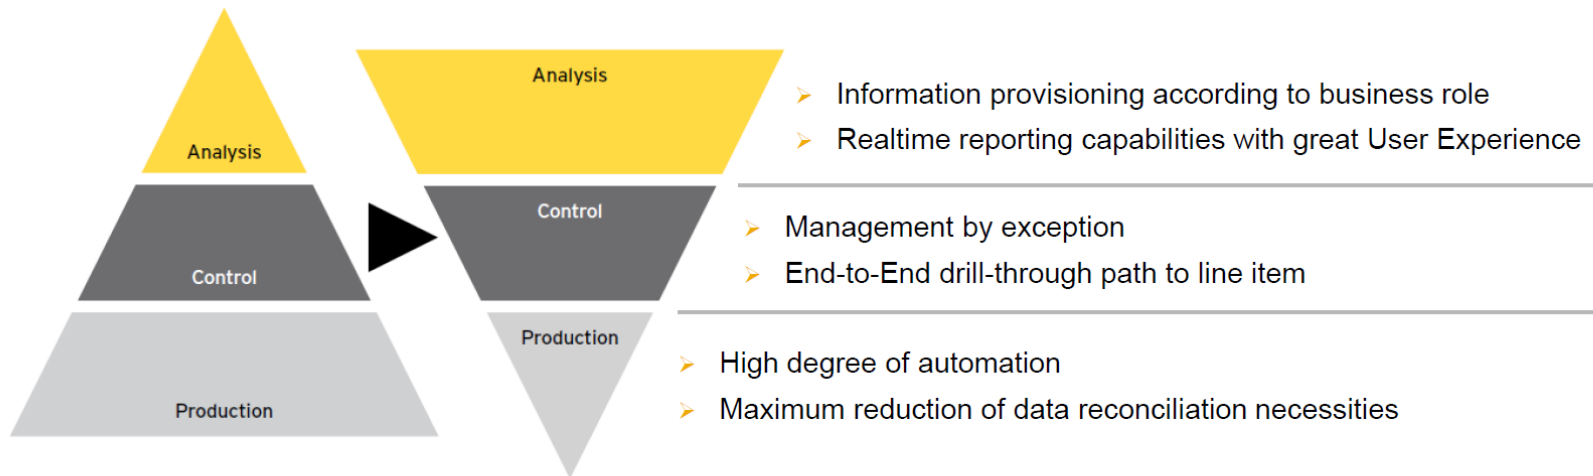 Analysis
Control
Production
Analysis
Control
Production
Information provisioning according to business role
Realtime reporting capabilities with great User Experience
Management by exception
End-to-End drill-through path to line item
High degree of automation
Maximum reduction of data reconciliation necessities